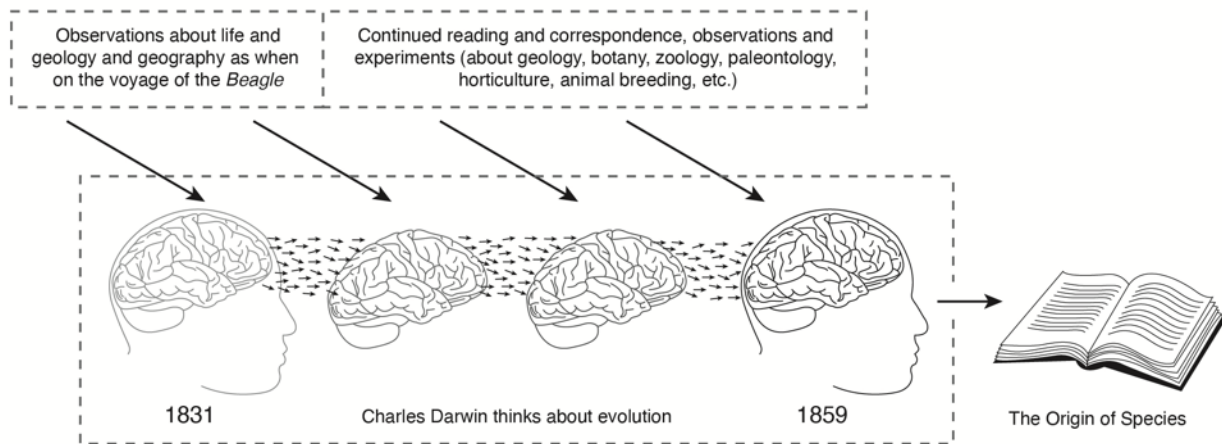 Observations about life and
geology and geography as when
on the voyage of the Beagle
Continued reading and correspondence, observations and
experiments (about geology, botany, zoology, paleontology,
horticulture, animal breeding, etc.)
1831
Charles Darwin thinks about evolution
1859
The Origin of Species